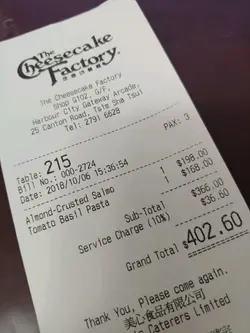 The
Cheesecake
Factory
The Cheesecake Factory
Shop G102, G/F,
Harbour City Gateway Arcade,
25 Canton Road, Tsim Sha Tsui
Tel: 2791 6628
Table: 215
PAX: 3
Bill No.: 000-2724
Date: 2018/10/06 15:36:54
Almond-Crusted Salmo 1 $198.00
Tomato Basil Pasta 1 $168.00
Sub-Total $366.00
Service Charge (10%) $36.60
Grand Total $402.60
Thank You, Please come again.
美心食品有限公司
Caterers Limited